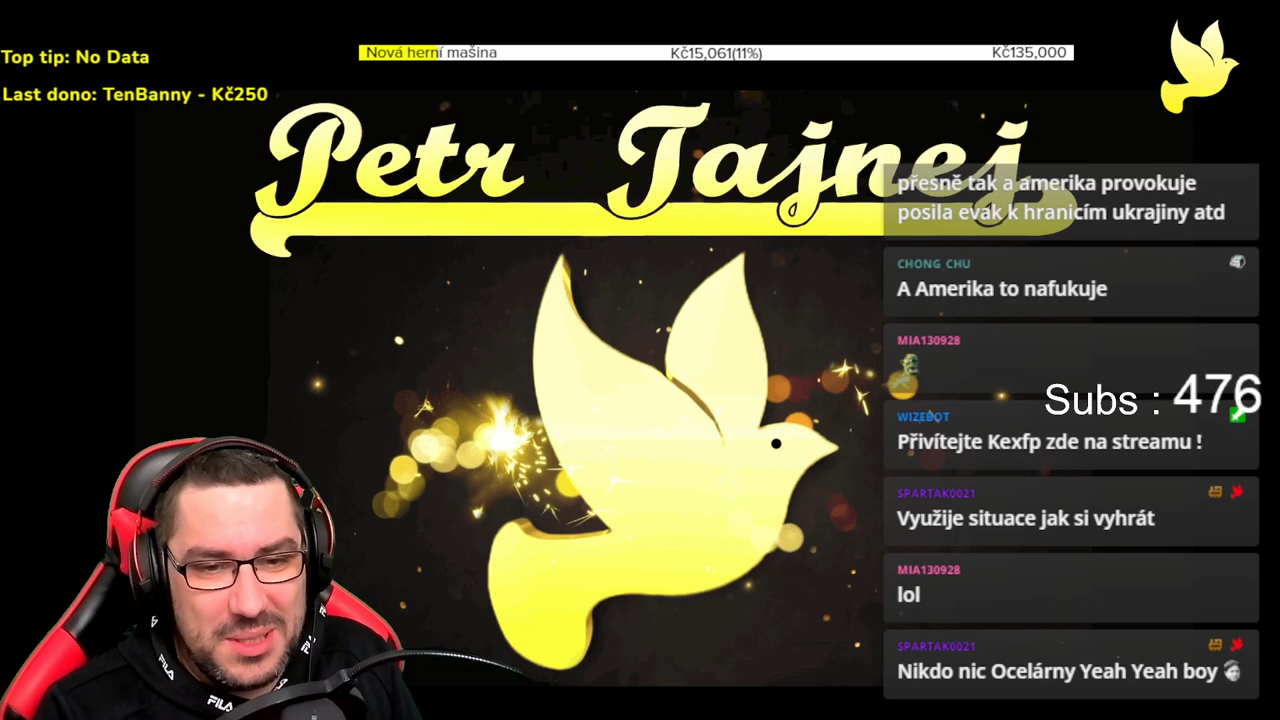 Top tip: No Data
Last dono: TenBanny - Kč250
Nová herní mašina Kč15,061(11%) Kč135,000
Petr Tajnej
přesně tak a amerika provokuje
posila evak k hranicím ukrajiny atd
CHONG CHU
A Amerika to nafukuje
MIA130928
Subs : 476
WIZEBOT
Přivítejte Kexfp zde na streamu !
SPARTAK0021
Využije situace jak si vyhrát
MIA130928
lol
SPARTAK0021
Nikdo nic Ocelárny Yeah Yeah boy
FILA
FILA
FILA